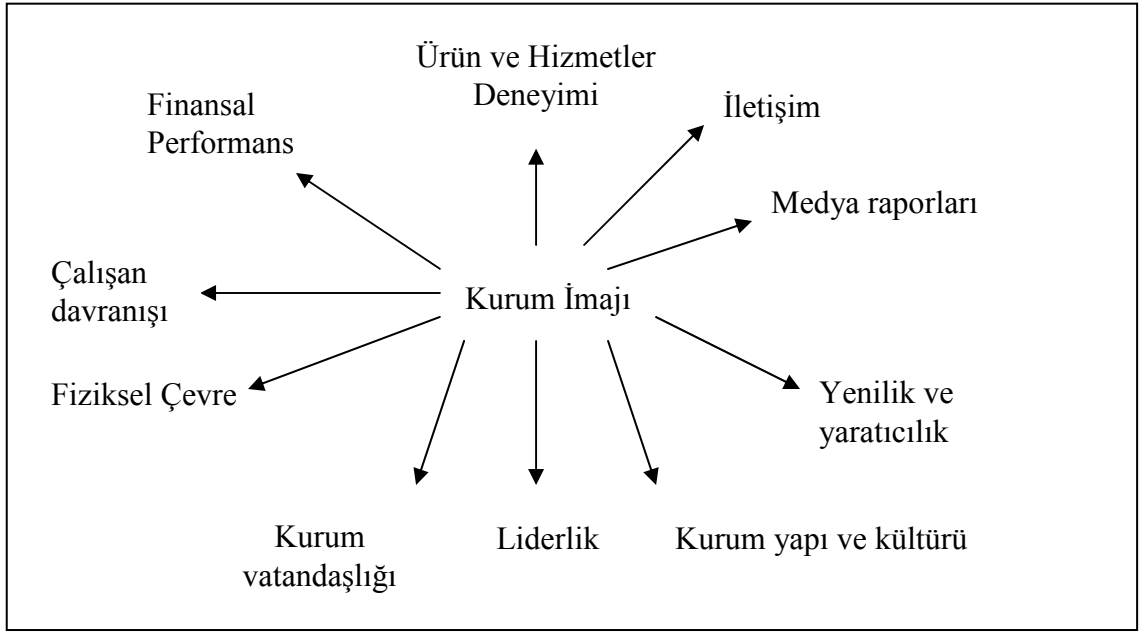 Ürün ve Hizmetler
Deneyimi
Finansal
Performans
İletişim
Medya raporları
Çalışan
davranışı
Kurum İmajı
Fiziksel Çevre
Yenilik ve
yaratıcılık
Kurum
vatandaşlığı
Liderlik
Kurum yapı ve kültürü